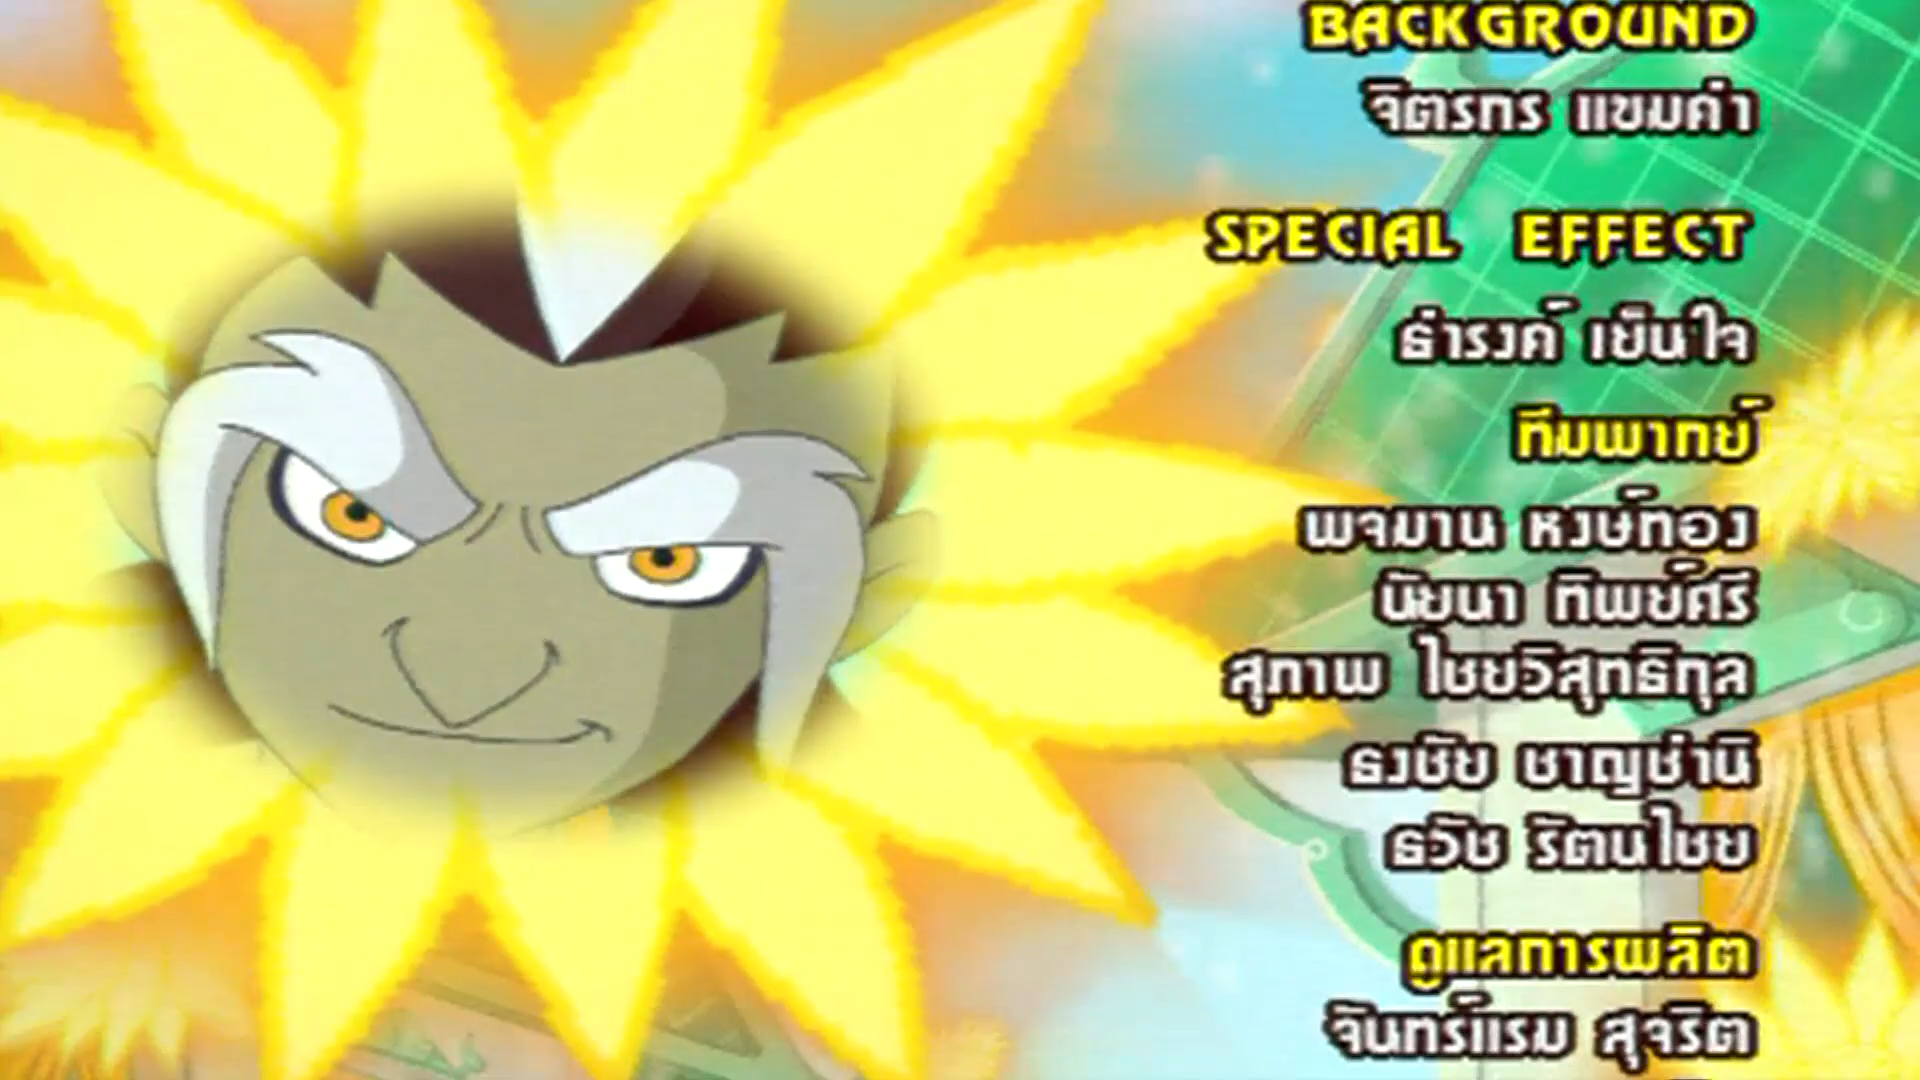 BACKGROUND
จิตรกร แขมคำ
SPECIAL EFFECT
ธำรงค์ เย็นใจ
ทีมพากย์
พจมาน หงษ์ทอง
นัยนา ทิพย์ศรี
สุภาพ ไชยวิสุทธิกุล
ธงชัย ชาญชำนิ
ธวัช รัตนไชย
ดูแลการผลิต
จันทร์แรม สุจริต